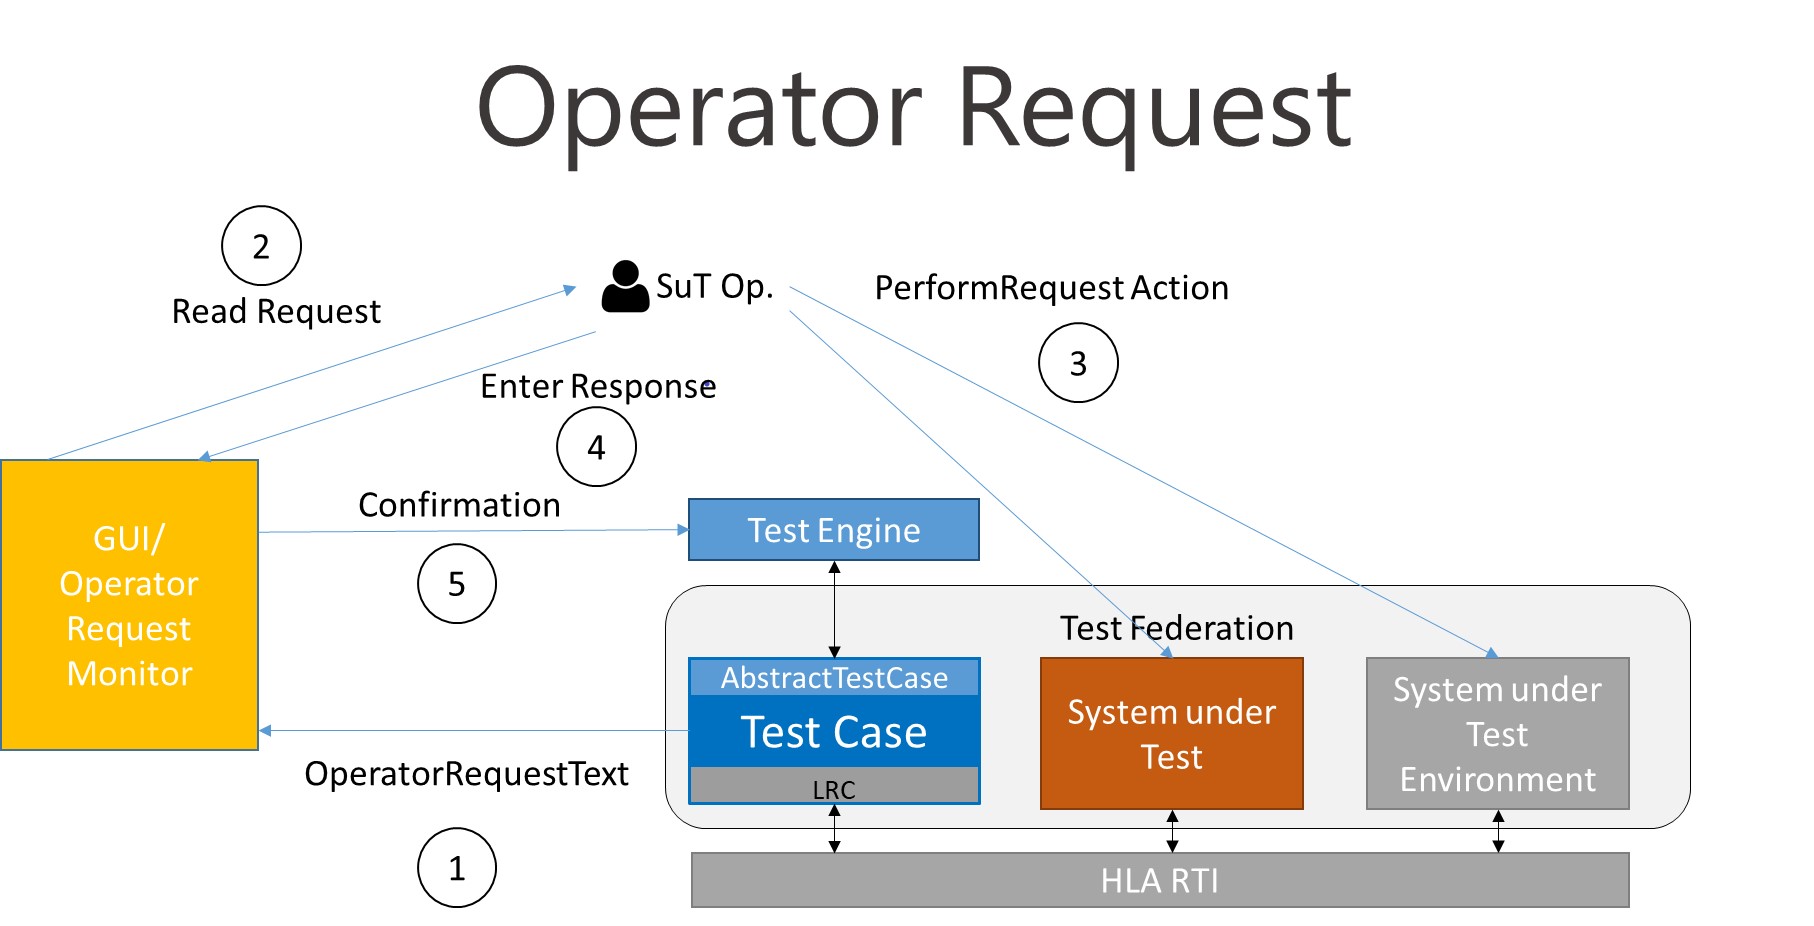 Operator Request
2
Read Request
SuT Op.
PerformRequest Action
3
Enter Response
4
Confirmation
5
GUI/
Operator
Request
Monitor
Test Engine
Test Federation
AbstractTestCase
Test Case
LRC
System under
Test
System under
Test
Environment
OperatorRequestText
1
HLA RTI